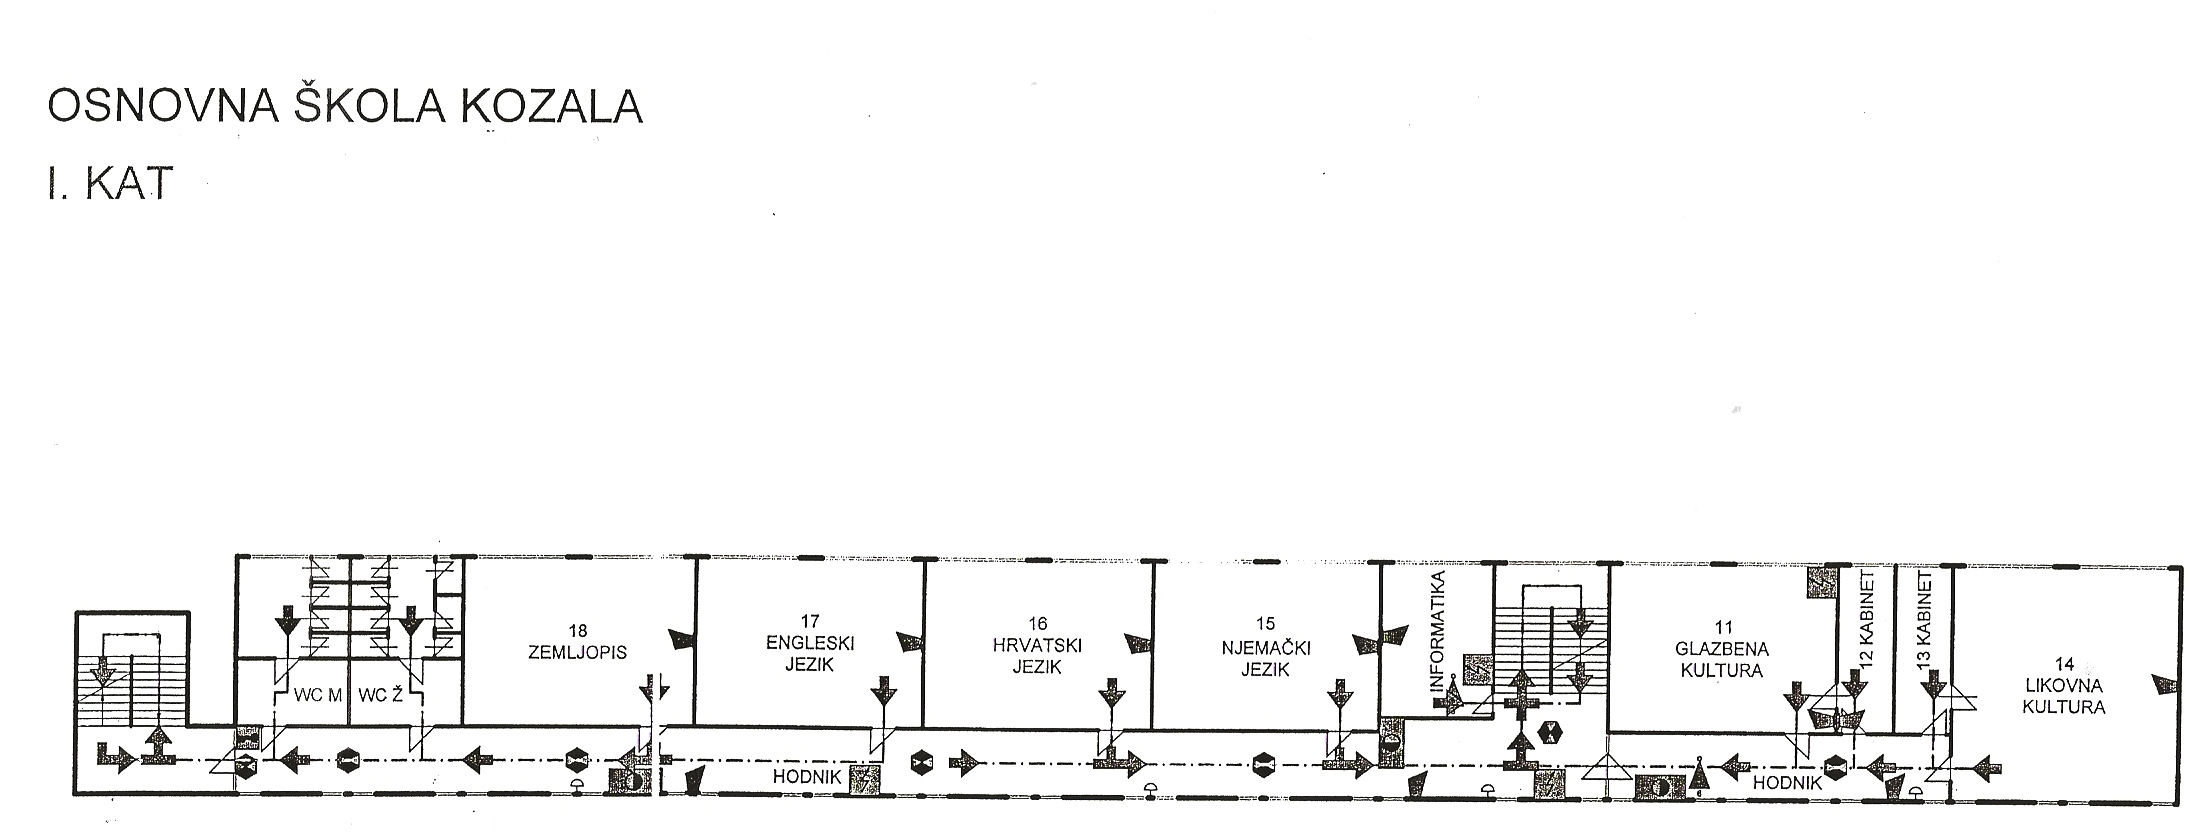 OSNOVNA ŠKOLA KOZALA
I. KAT
18
ZEMLJOPIS
17
ENGLESKI
JEZIK
16
HRVATSKI
JEZIK
15
NJEMAČKI
JEZIK
INFORMATIKA
11
GLAZBENA
KULTURA
12 KABINET
13 KABINET
14
LIKOVNA
KULTURA
WC M
WC Ž
HODNIK
HODNIK